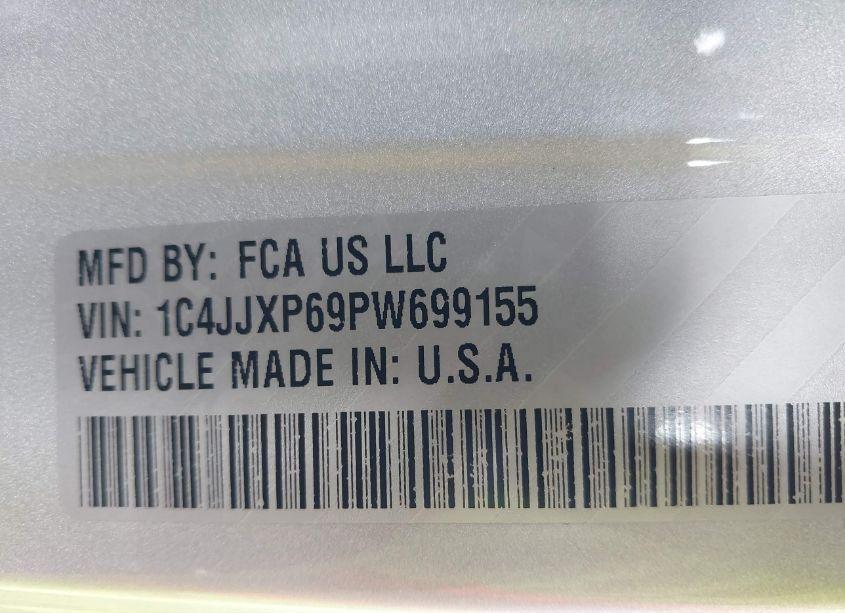 MFD BY: FCA US LLC
VIN: 1C4JJXP69PW699155
VEHICLE MADE IN: U.S.A.